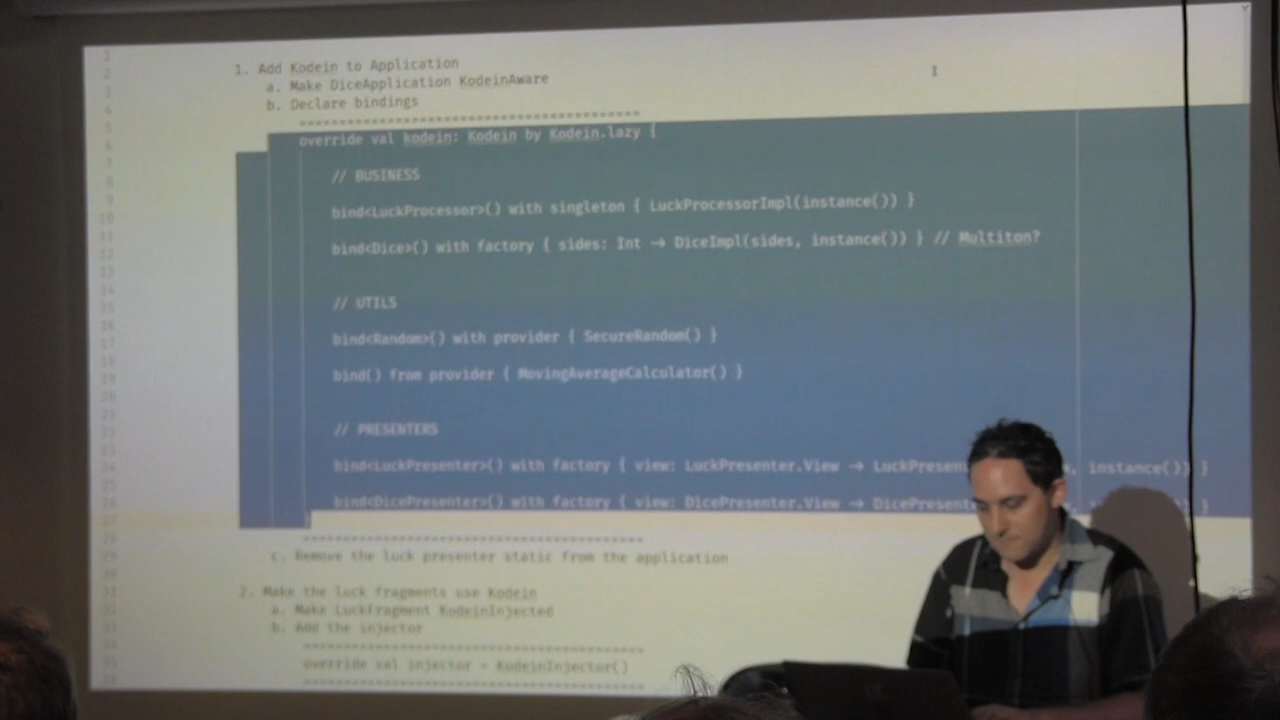 1. Add Kodein to Application
a. Make DiceApplication KodeinAware
b. Declare bindings
override val kodein: Kodein by Kodein.lazy {
// BUSINESS
bind<LuckProcessor>() with singleton { LuckProcessorImpl(instance()) }
bind<Dice>() with factory { sides: Int → DiceImpl(sides, instance()) } // Multiton?
// UTILS
bind<Random>() with provider { SecureRandom() }
bind() from provider { MovingAverageCalculator() }
// PRESENTERS
bind<LuckPresenter>() with factory { view: LuckPresenter.View → LuckPresen , instance()) }
bind<DicePresenter>() with factory { view: DicePresenter.View → DicePresent }
c. Remove the luck presenter static from the application
2. Make the luck fragments use Kodein
a. Make LuckFragment KodeinInjected
b. Add the injector
override val injector = KodeinInjector()